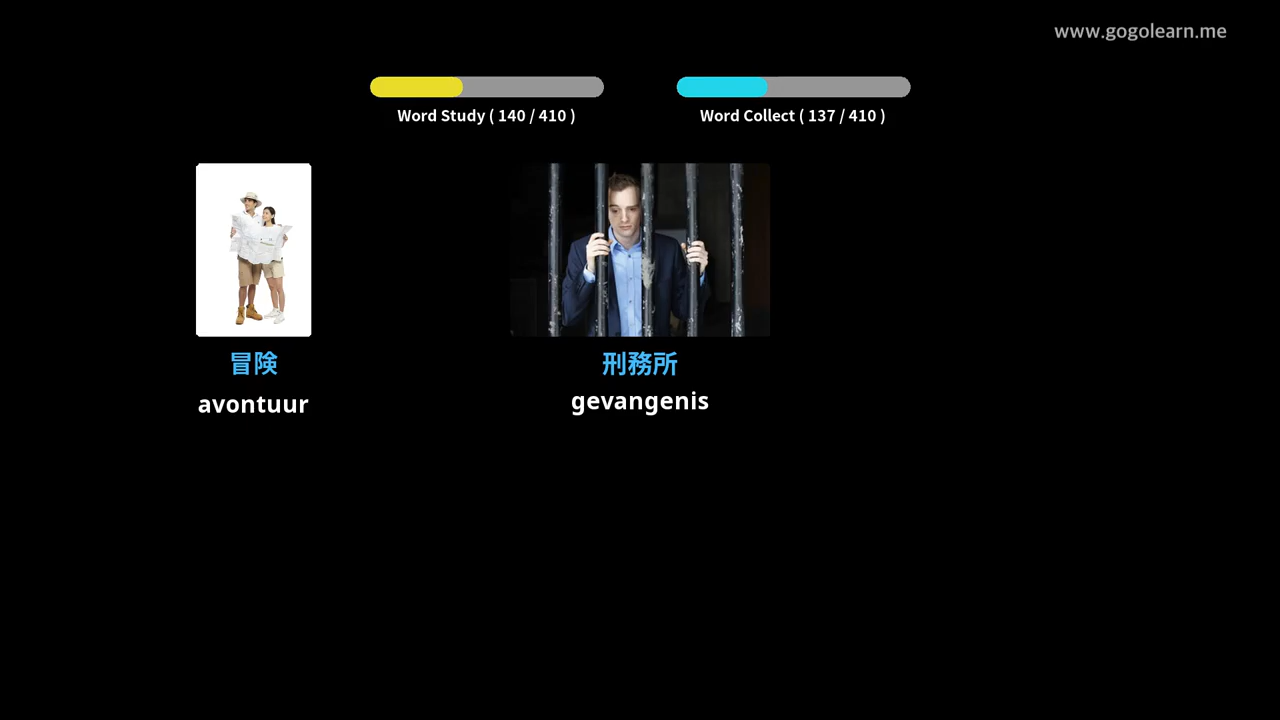 www.gogolearn.me
Word Study ( 140 / 410 )
Word Collect ( 137 / 410 )
冒険
avontuur
刑務所
gevangenis